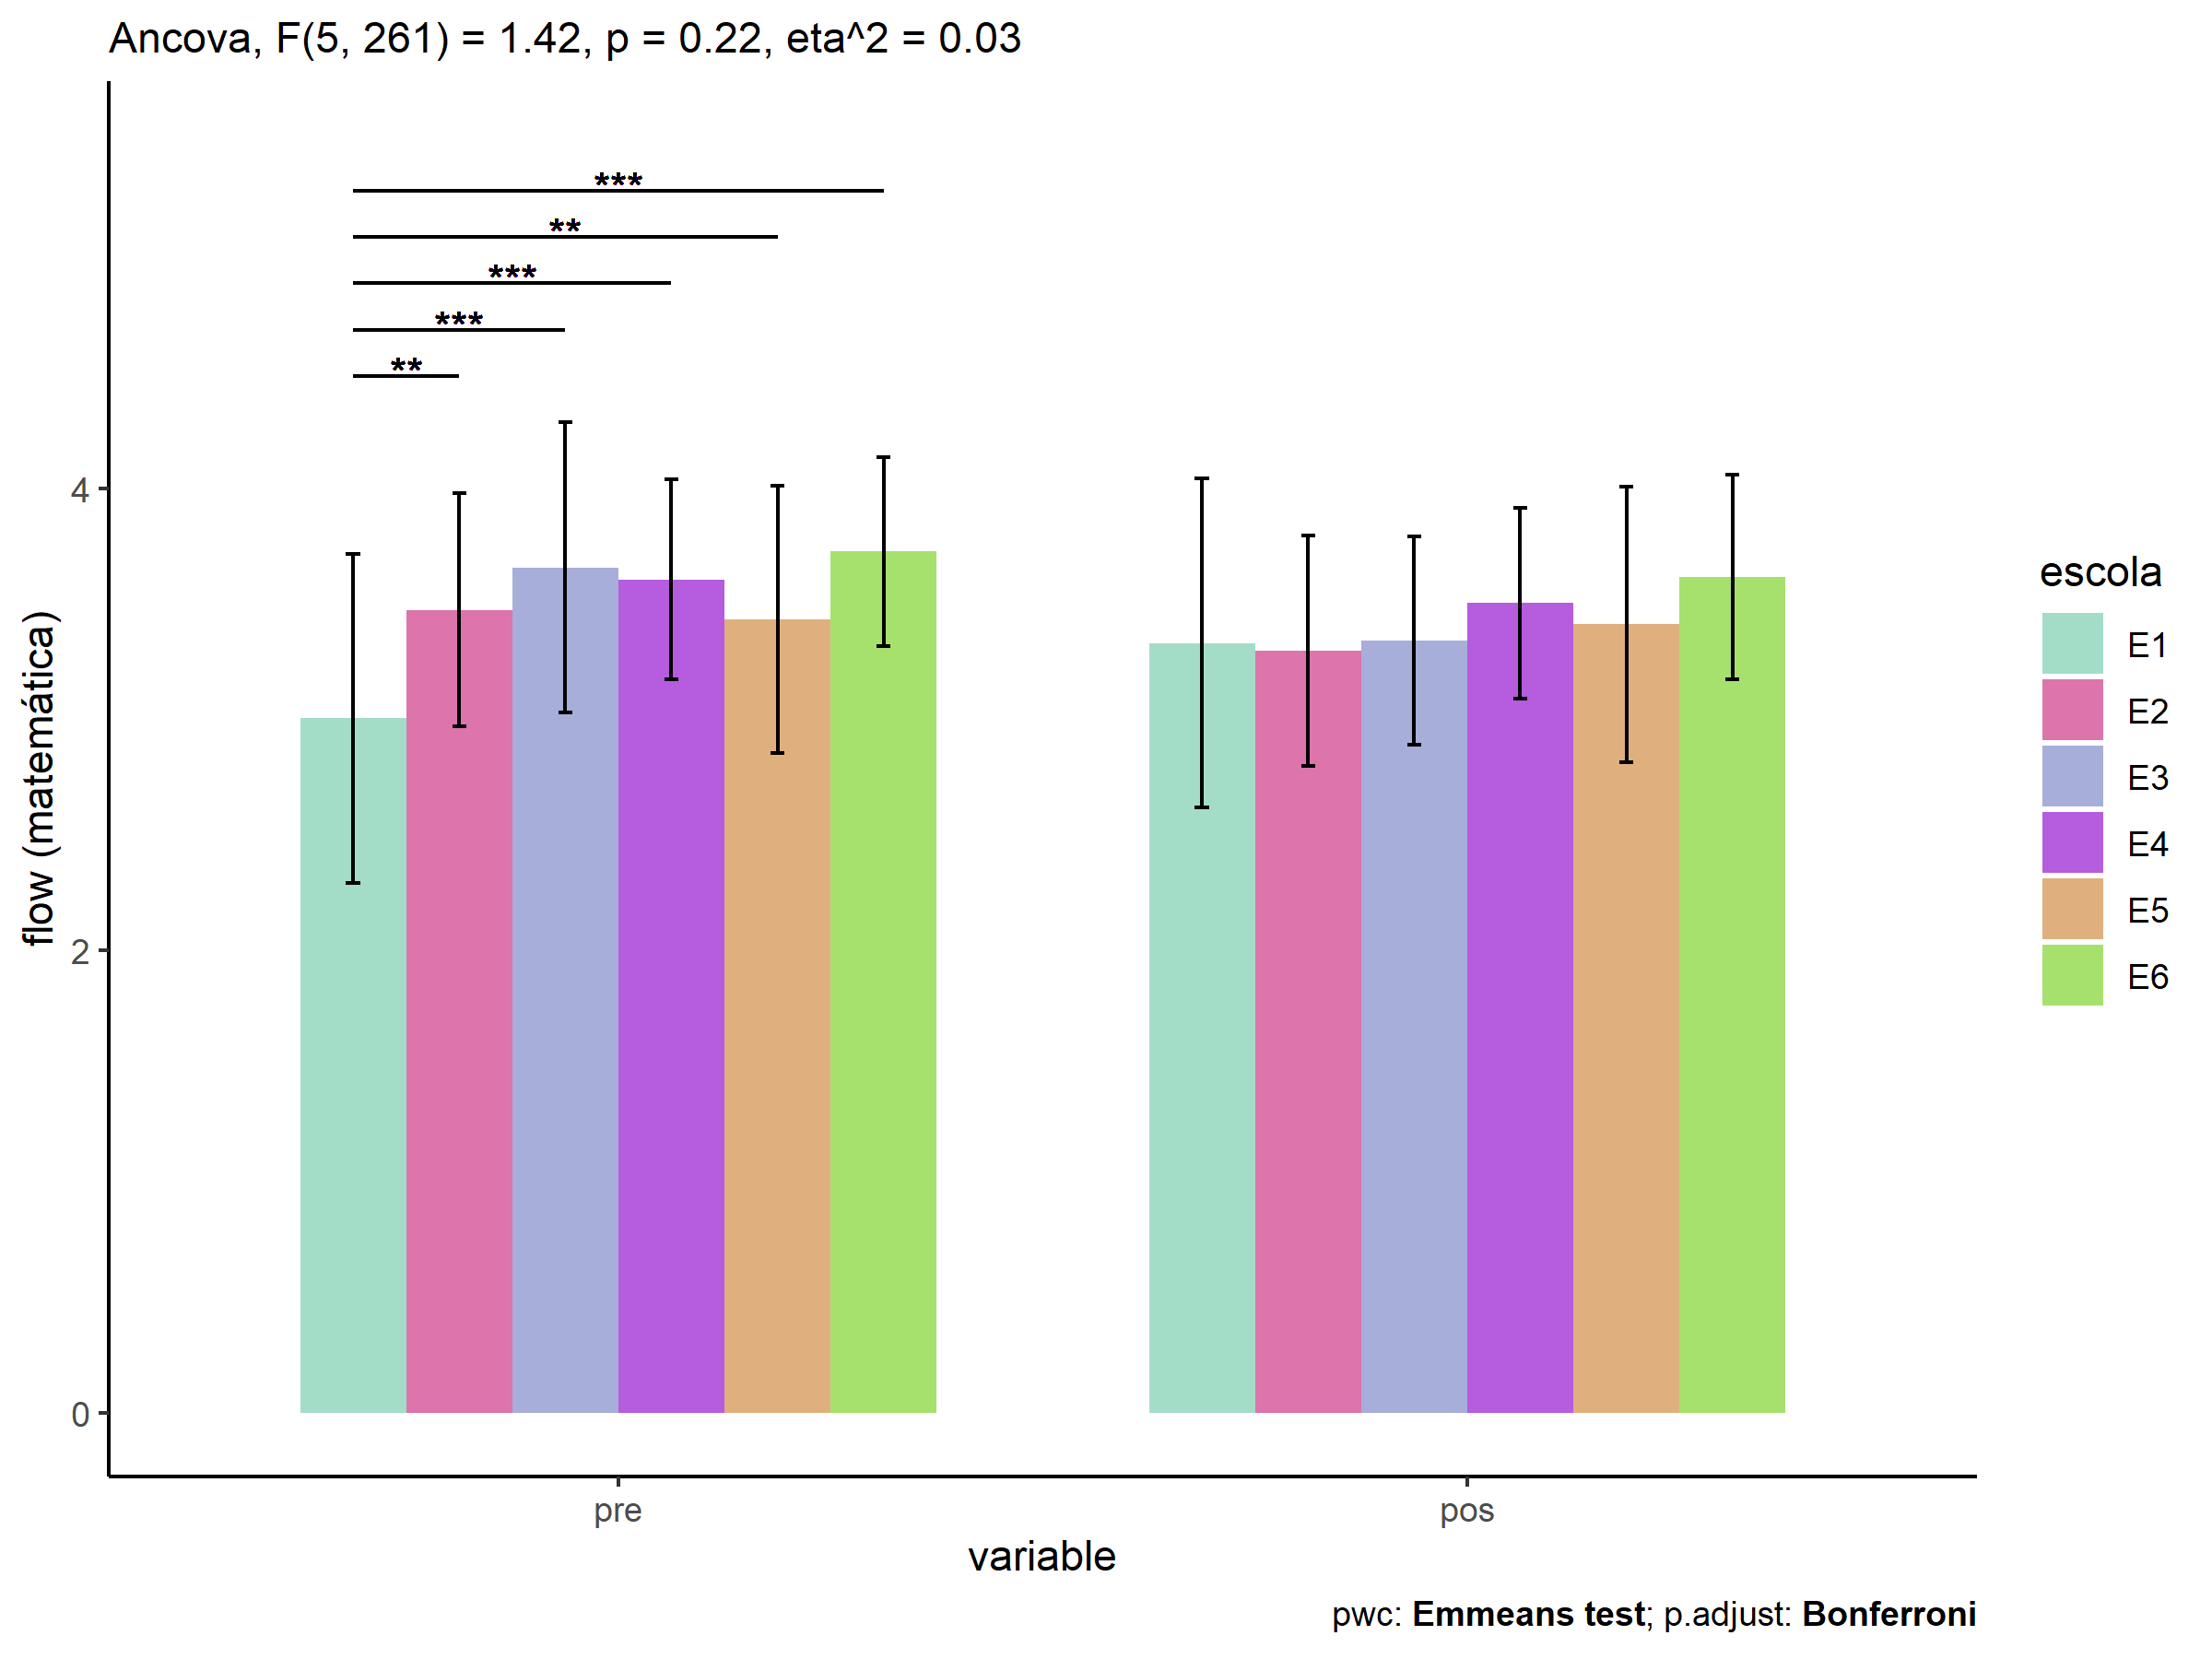 Ancova, F(5, 261) = 1.42, p = 0.22, eta^2 = 0.03
***
**
***
***
**
4
2
0
flow (matemática)
pre
pos
variable
escola
E1
E2
E3
E4
E5
E6
pwc: Emmeans test; p.adjust: Bonferroni